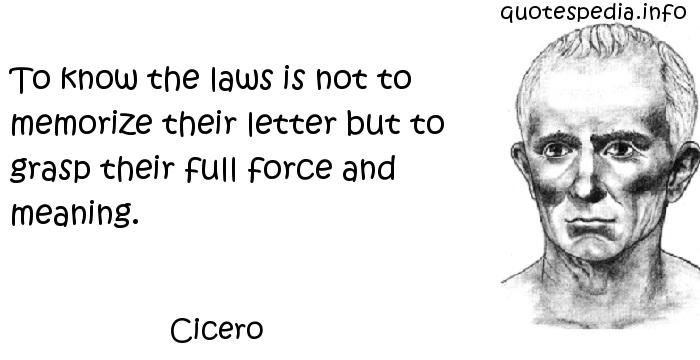 quotespedia.info
To know the laws is not to
memorize their letter but to
grasp their full force and
meaning.
Cicero